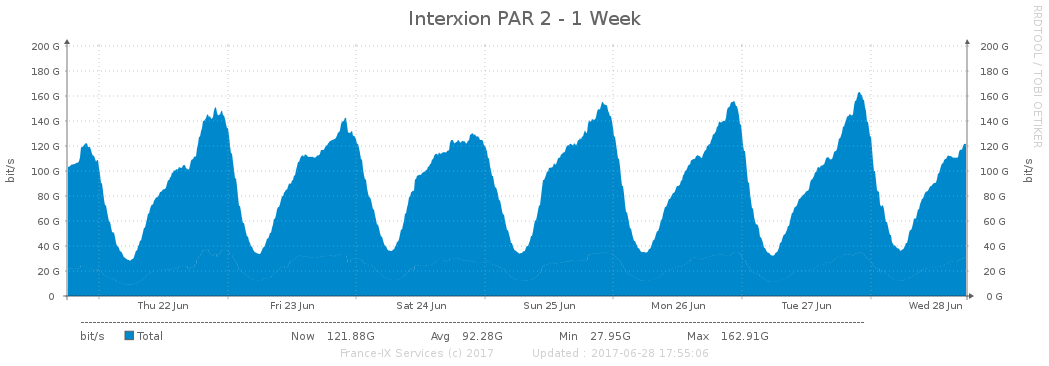 Interxion PAR 2 - 1 Week
RRDTOOL / TOBI OETIKER
200 G 200 G
180 G 180 G
160 G 160 G
140 G 140 G
120 G 120 G
100 G 100 G
80 G 80 G
60 G 60 G
40 G 40 G
20 G 20 G
0 0 G
bit/s
bit/s
Thu 22 Jun Fri 23 Jun Sat 24 Jun Sun 25 Jun Mon 26 Jun Tue 27 Jun Wed 28 Jun
bit/s Total Now 121.88G Avg 92.28G Min 27.95G Max 162.91G
France-IX Services (c) 2017 Updated : 2017-06-28 17:55:06